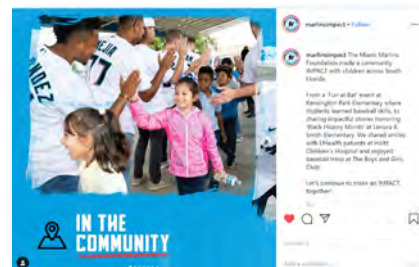 marlinsimpact • Follow
marlinsimpact The Miami Marlins
Foundation made a community
IMPACT with children across South
Florida.
From a 'Fun at Bat' event at
Kensington Park Elementary where
students learned baseball skills, to
sharing impactful stories honoring
'Black History Month' at Lenora B.
Smith Elementary. We shared smiles
with UHealth patients at Holtz
Children's Hospital and enjoyed
baseball trivia at The Boys and Girls
Club!
Let's continue to make an IMPACT,
together!
MEJIA
77
DEZ
IN THE
COMMUNITY